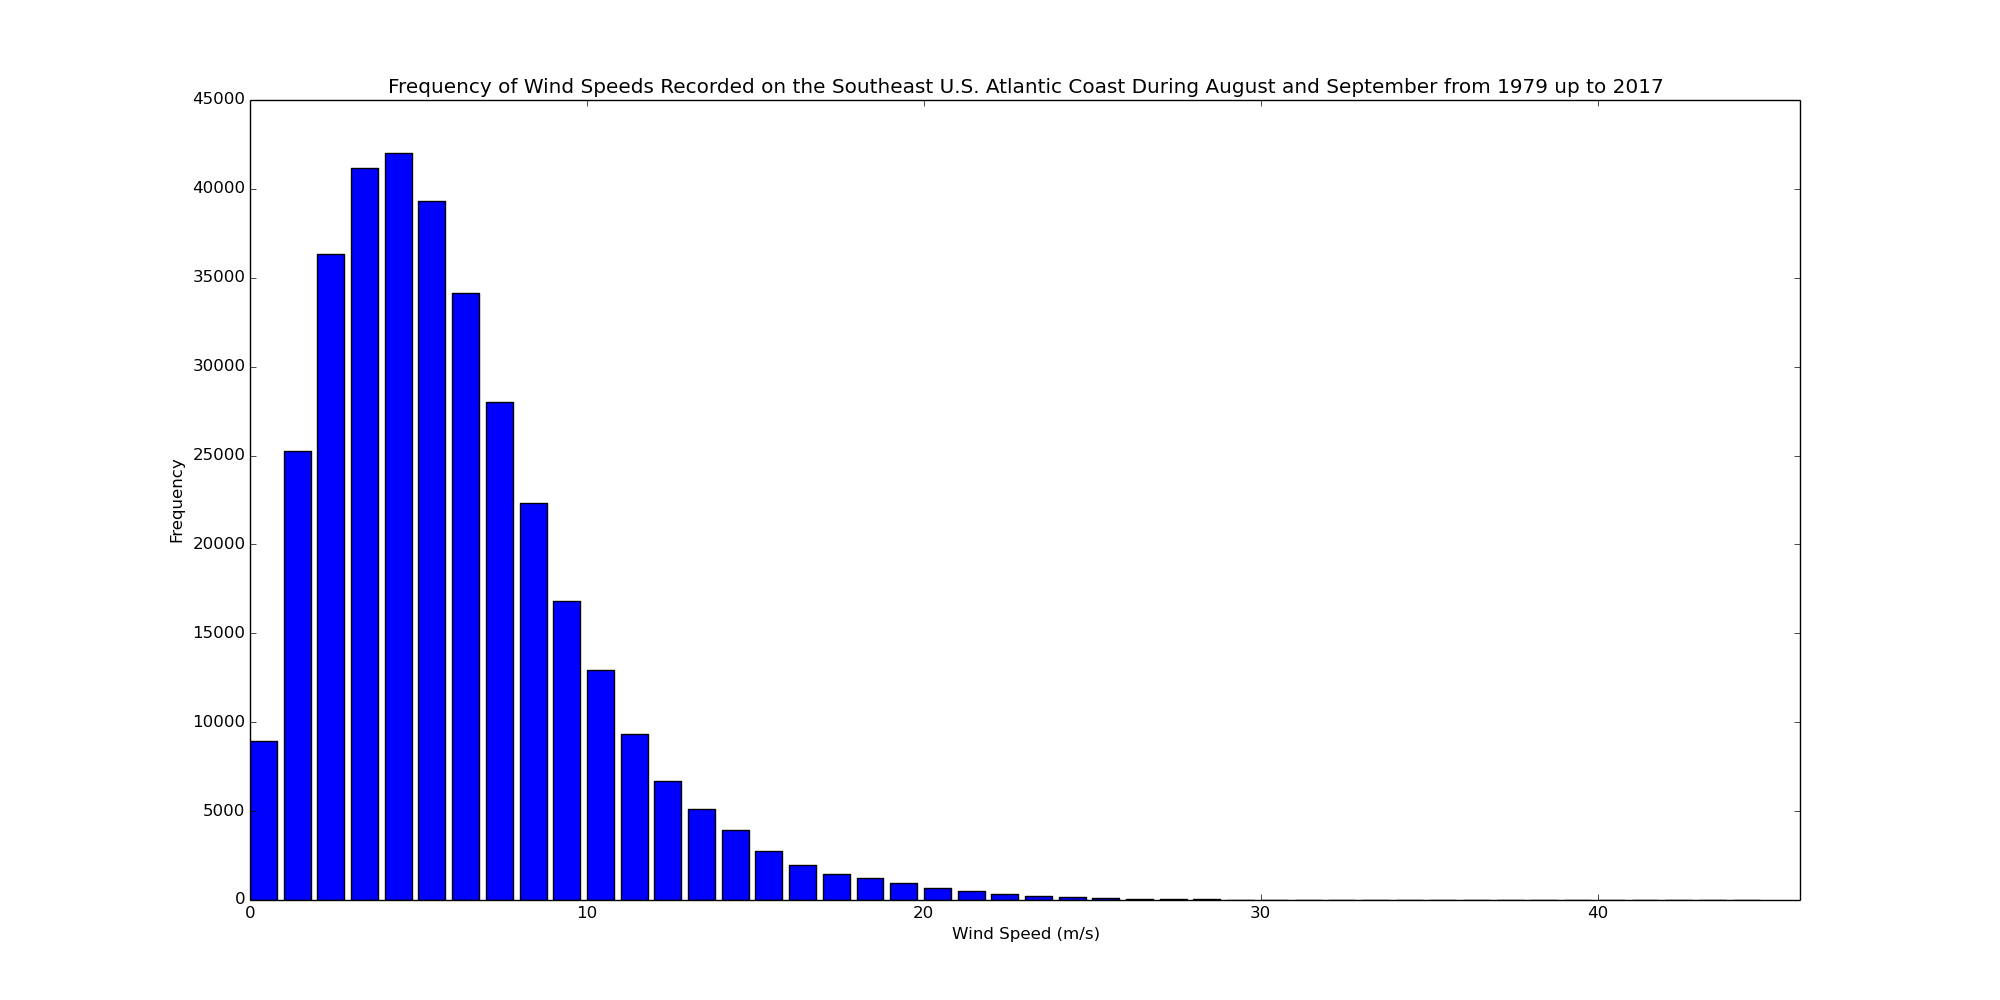 Frequency of Wind Speeds Recorded on the Southeast U.S. Atlantic Coast During August and September from 1979 up to 2017
45000
40000
35000
30000
25000
20000
15000
10000
5000
0
Frequency
0 10 20 30 40
Wind Speed (m/s)